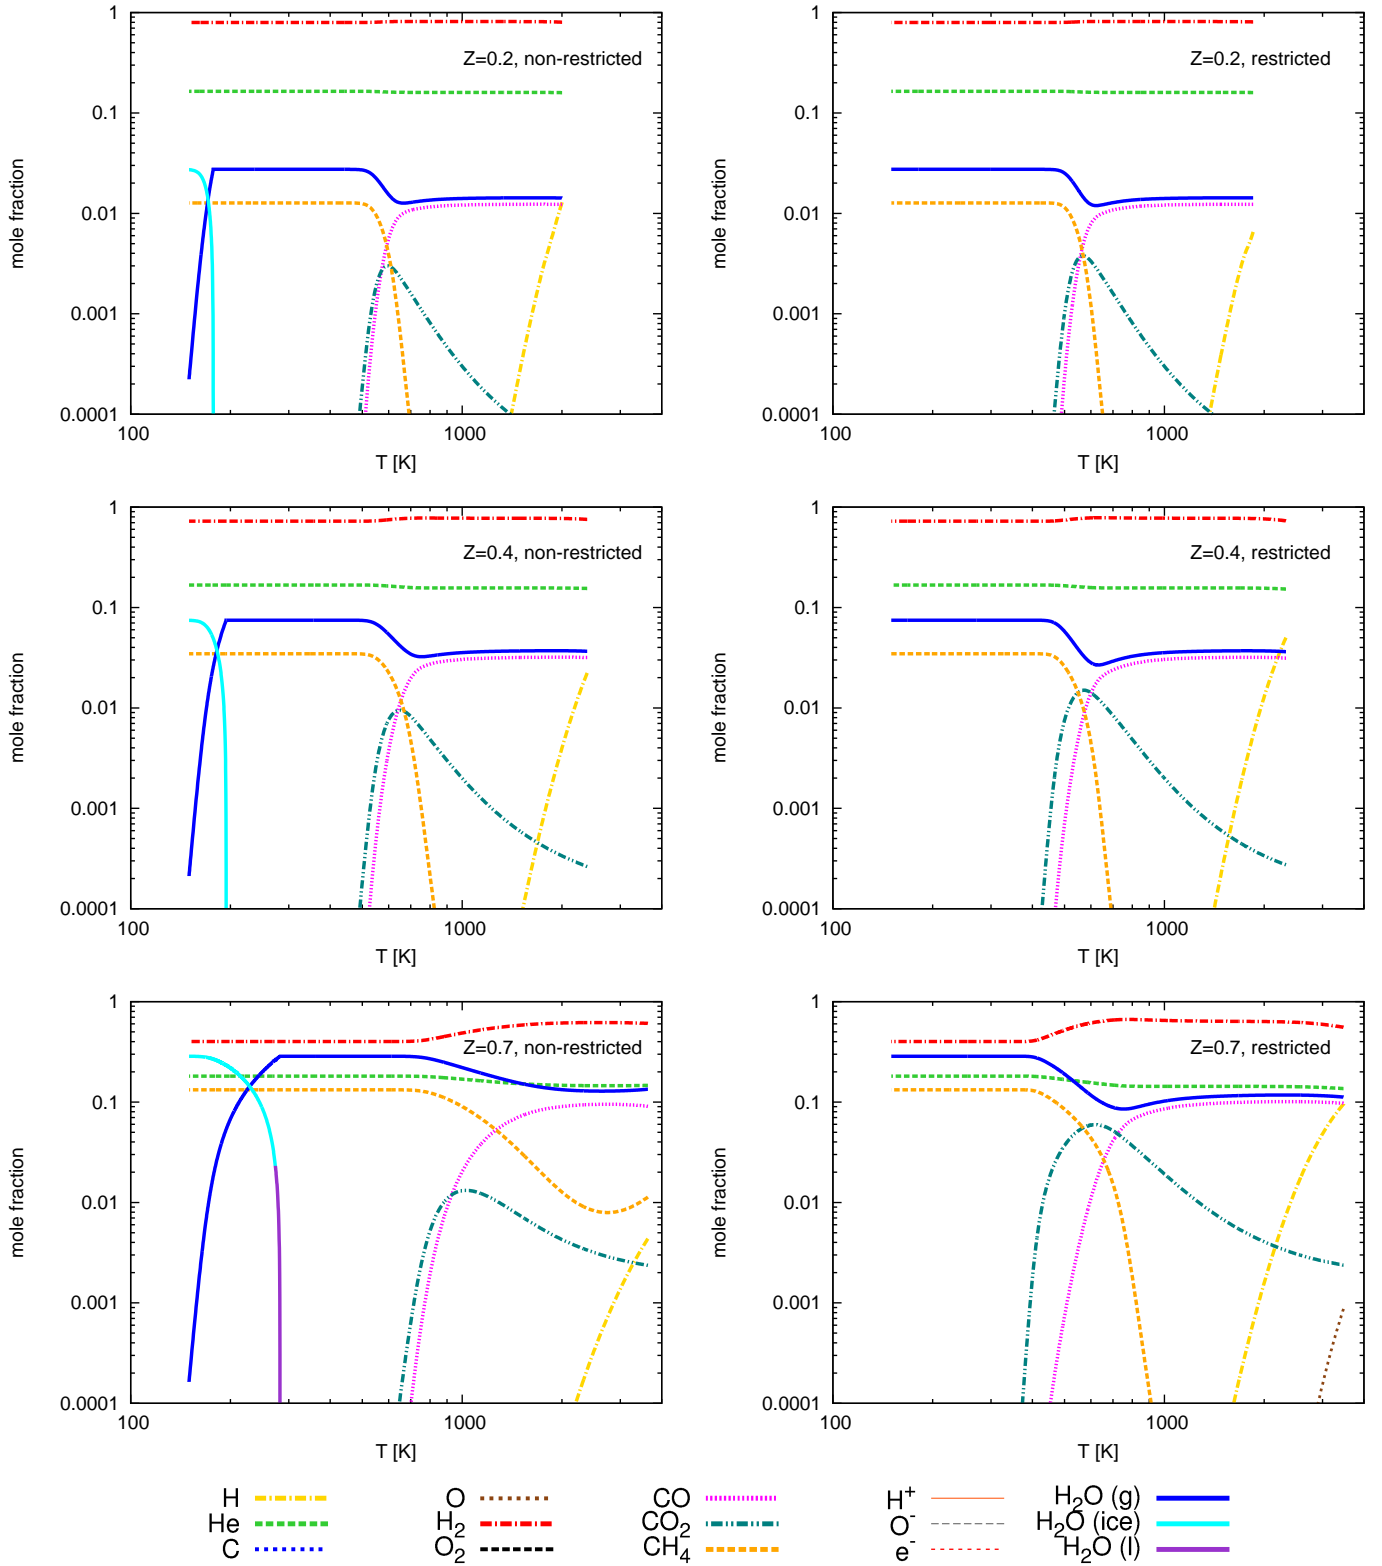 1
0.1
0.01
0.001
0.0001
mole fraction
Z=0.2, non-restricted
100
1000
T [K]
1
0.1
0.01
0.001
0.0001
mole fraction
Z=0.2, restricted
100
1000
T [K]
1
0.1
0.01
0.001
0.0001
mole fraction
Z=0.4, non-restricted
100
1000
T [K]
1
0.1
0.01
0.001
0.0001
mole fraction
Z=0.4, restricted
100
1000
T [K]
1
0.1
0.01
0.001
0.0001
mole fraction
Z=0.7, non-restricted
100
1000
T [K]
1
0.1
0.01
0.001
0.0001
mole fraction
Z=0.7, restricted
100
1000
T [K]
H
He
C
O
H₂
O₂
CO
CO₂
CH₄
H⁺
O⁻
e⁻
H₂O (g)
H₂O (ice)
H₂O (l)